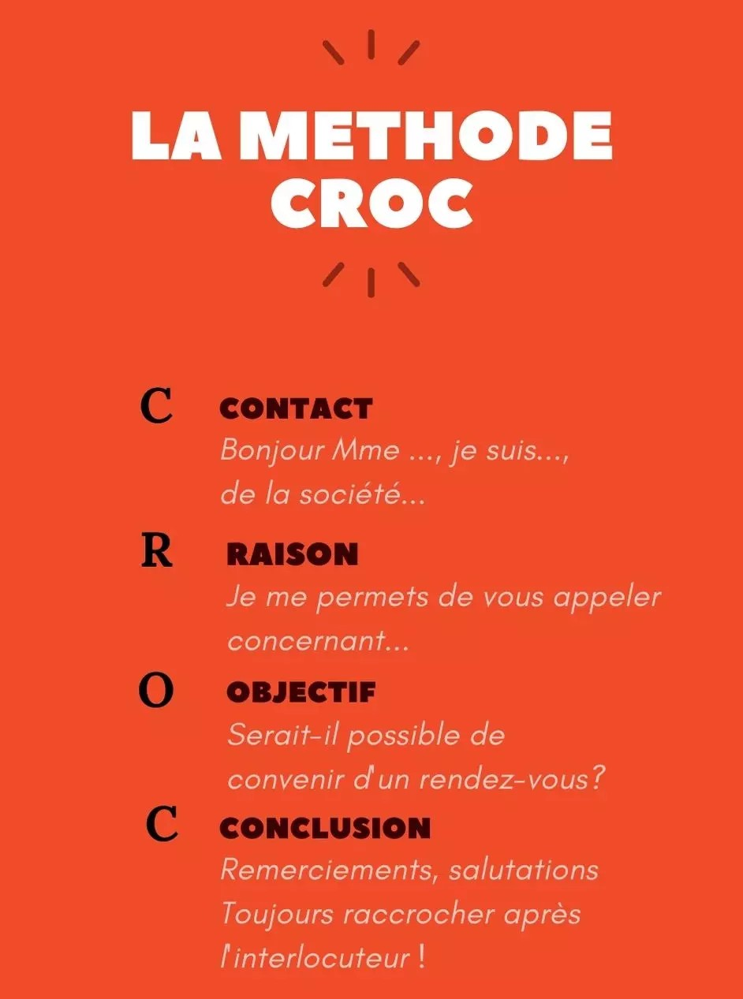 LA METHODE
CROC
C CONTACT
Bonjour Mme ..., je suis...,
de la société...
R RAISON
Je me permets de vous appeler
concernant...
O OBJECTIF
Serait-il possible de
convenir d'un rendez-vous?
C CONCLUSION
Remerciements, salutations
Toujours raccrocher après
l'interlocuteur !